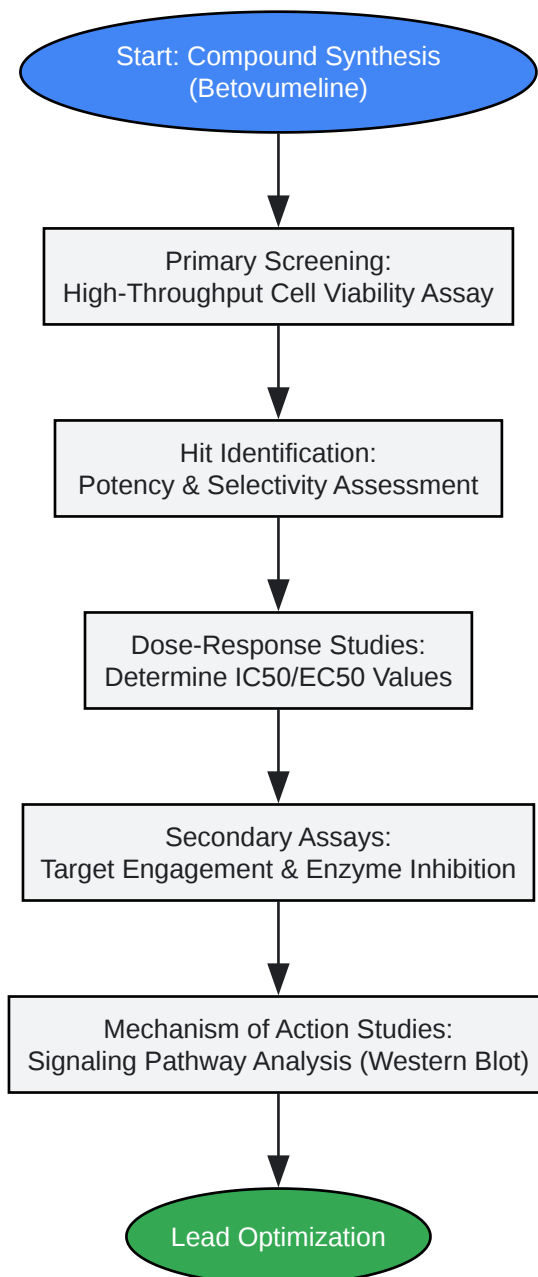 Start: Compound Synthesis
(Betovumeline)
Primary Screening:
High-Throughput Cell Viability Assay
Hit Identification:
Potency & Selectivity Assessment
Dose-Response Studies:
Determine IC50/EC50 Values
Secondary Assays:
Target Engagement & Enzyme Inhibition
Mechanism of Action Studies:
Signaling Pathway Analysis (Western Blot)
Lead Optimization